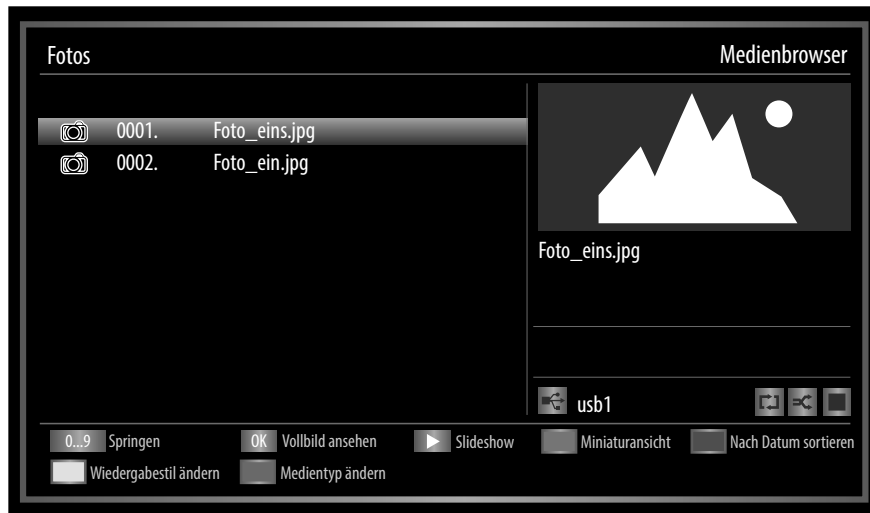 Fotos Medienbrowser
0001. Foto_eins.jpg
0002. Foto_ein.jpg
Foto_eins.jpg
usb1
0...9 Springen OK Vollbild ansehen Slideshow Miniaturansicht Nach Datum sortieren
Wiedergabestil ändern Medientyp ändern